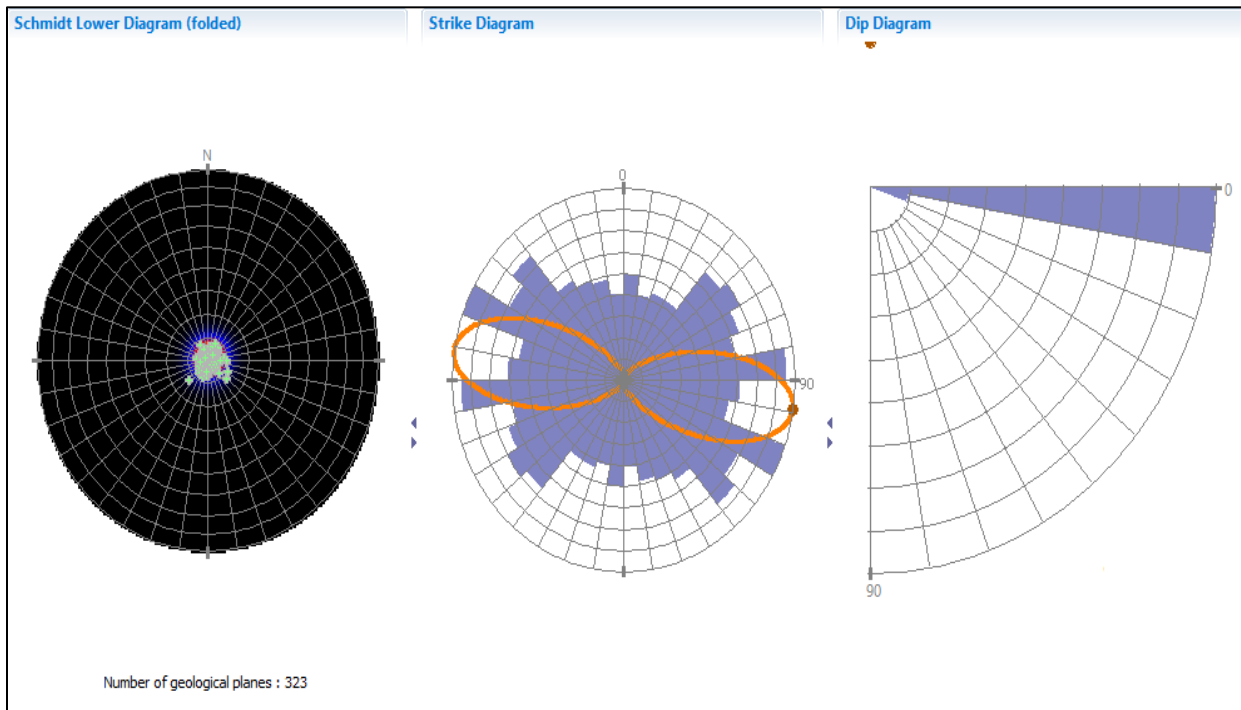 Schmidt Lower Diagram (folded)
Strike Diagram
Dip Diagram
N
0
90
0
90
Number of geological planes : 323